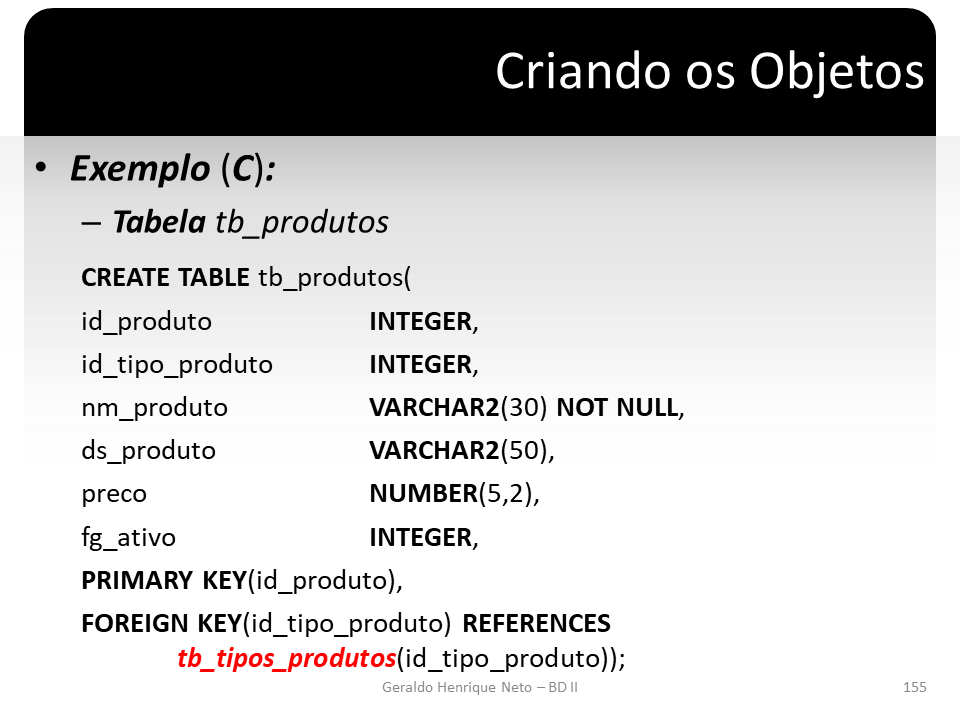 Criando os Objetos
• Exemplo (C):
– Tabela tb_produtos
CREATE TABLE tb_produtos(
id_produto INTEGER,
id_tipo_produto INTEGER,
nm_produto VARCHAR2(30) NOT NULL,
ds_produto VARCHAR2(50),
preco NUMBER(5,2),
fg_ativo INTEGER,
PRIMARY KEY(id_produto),
FOREIGN KEY(id_tipo_produto) REFERENCES
tb_tipos_produtos(id_tipo_produto));
Geraldo Henrique Neto – BD II 155